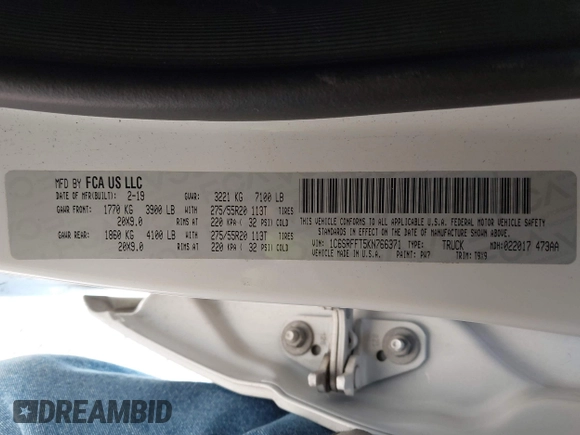 MFD BY FCA US LLC
DATE OF MFR(BUILT): 2-19 GVWR: 3221 KG 7100 LB
GAWR FRONT: 1770 KG 3900 LB WITH 275/55R20 113T TIRES
20X9.0 RIMS AT 220 KPA ( 32 PSI) COLD
GAWR REAR: 1860 KG 4100 LB WITH 275/55R20 113T TIRES
20X9.0 RIMS AT 220 KPA ( 32 PSI) COLD
THIS VEHICLE CONFORMS TO ALL APPLICABLE U.S.A. FEDERAL MOTOR VEHICLE SAFETY
STANDARDS IN EFFECT ON THE DATE OF MANUFACTURE SHOWN ABOVE.
VIN: 1C6SRFFT5KN766371 TYPE: TRUCK MDH: 022017 473AA
VEHICLE MADE IN U.S.A. PAINT: PW7 TRIM: T9I9
DREAMBID